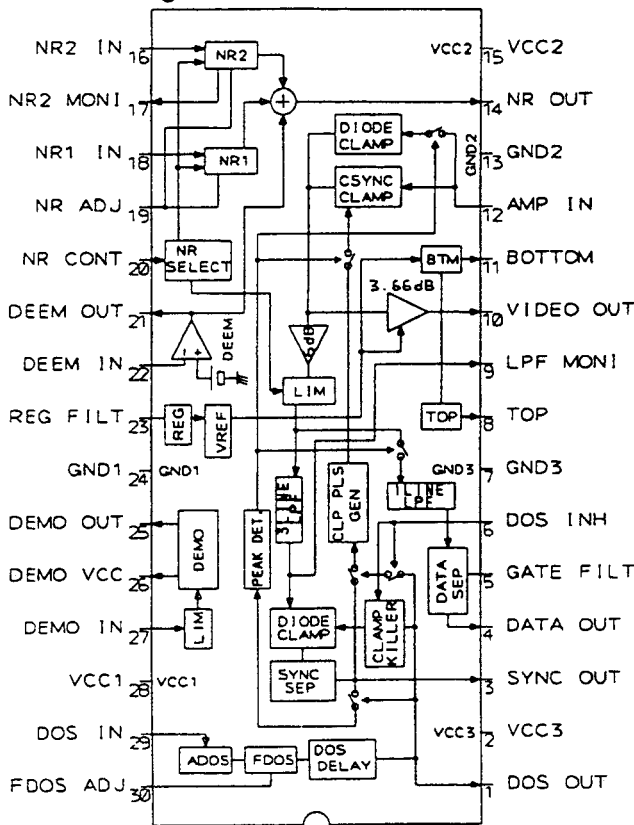 NR2 IN 16 NR2 VCC2 15 VCC2
NR2 MONI 17 + 14 NR OUT
NR1 IN 18 NR1 DIODE CLAMP GND2 13 GND2
NR ADJ 19 CSYNC CLAMP 12 AMP IN
NR CONT 20 NR SELECT BTM 11 BOTTOM
3.66dB
DEEM OUT 21 10 VIDEO OUT
6dB
DEEM IN 22 - + DEEM 9 LPF MONI
LIM
REG FILT 23 REG VREF TOP 8 TOP
GND1 24 GND1 GND3 7 GND3
3LINE LPF CLP PLS GEN 1LINE LPF
DEMO OUT 25 DEMO PEAK DET. 6 DOS INH
DEMO VCC 26 DATA SEP 5 GATE FILT
DEMO IN 27 LIM DIODE CLAMP CLAMP KILLER 4 DATA OUT
VCC1 28 VCC1 SYNC SEP 3 SYNC OUT
DOS IN 29 VCC3 2 VCC3
ADOS FDOS DOS DELAY
FDOS ADJ 30 1 DOS OUT